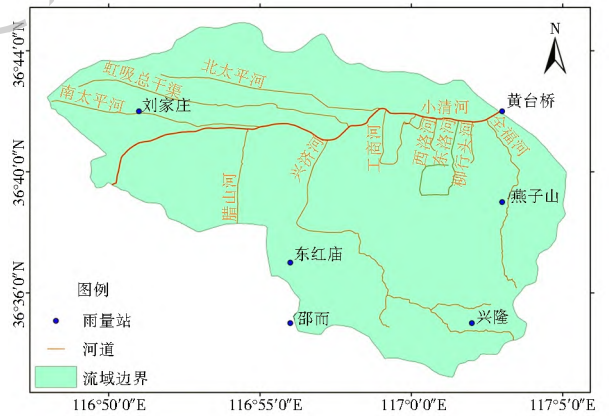 N
36°44′0″N
36°40′0″N
36°36′0″N
北太平河
虹吸总干渠
南太平河
刘家庄
小清河
黄台桥
全福河
工商河
西洛河
东洛河
柳行头河
兴济河
腊山河
燕子山
东红庙
邵而
兴隆
图例
雨量站
河道
流域边界
116°50′0″E
116°55′0″E
117°0′0″E
117°5′0″E